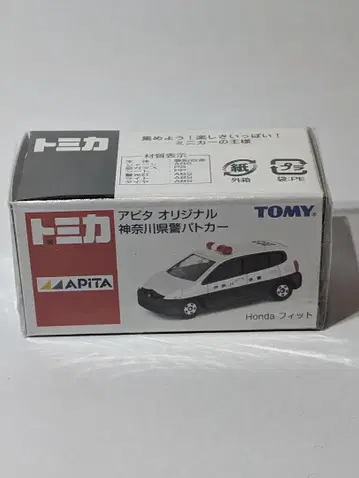 トミカ
集めよう!楽しさいっぱい!
ミニカーの王様
材質表示
紙
外箱
プラ
袋:PE
トミカ
アピタ オリジナル
神奈川県警パトカー
TOMY
APiTA
Honda フィット